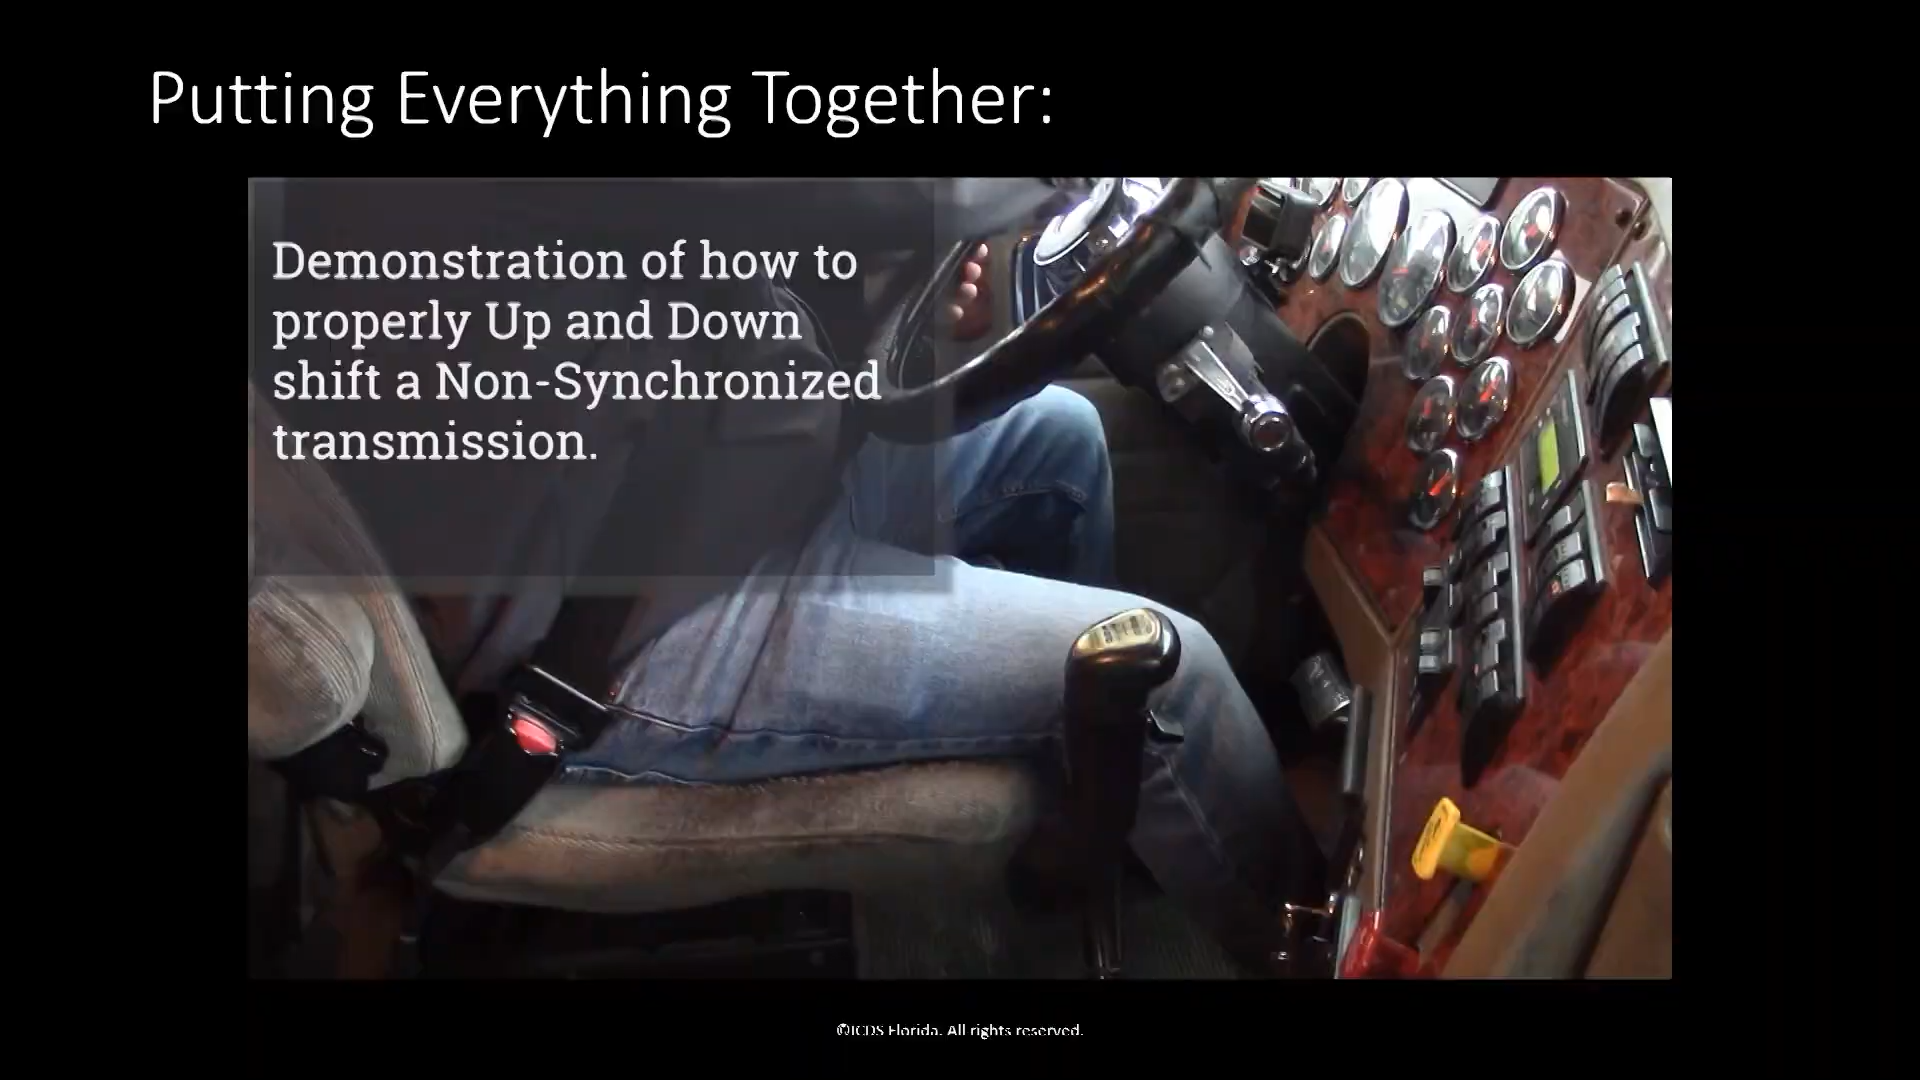 Putting Everything Together:
Demonstration of how to
properly Up and Down
shift a Non-Synchronized
transmission.
©ICDS Florida. All rights reserved.